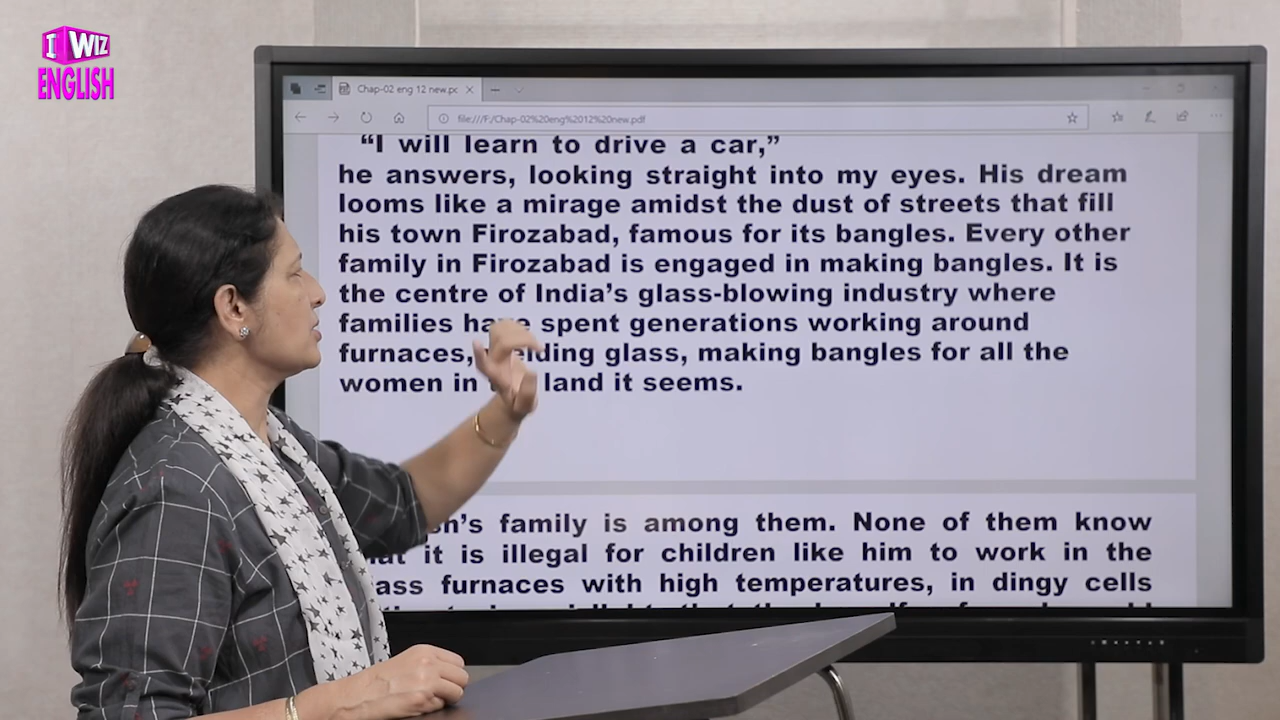 I WIZ
ENGLISH
Chap-02 eng 12 new.pc
file:///F:/Chap-02%20eng%2012%20new.pdf
“I will learn to drive a car,”
he answers, looking straight into my eyes. His dream
looms like a mirage amidst the dust of streets that fill
his town Firozabad, famous for its bangles. Every other
family in Firozabad is engaged in making bangles. It is
the centre of India’s glass-blowing industry where
families have spent generations working around
furnaces, welding glass, making bangles for all the
women in land it seems.
family is among them. None of them know
it is illegal for children like him to work in the
furnaces with high temperatures, in dingy cells